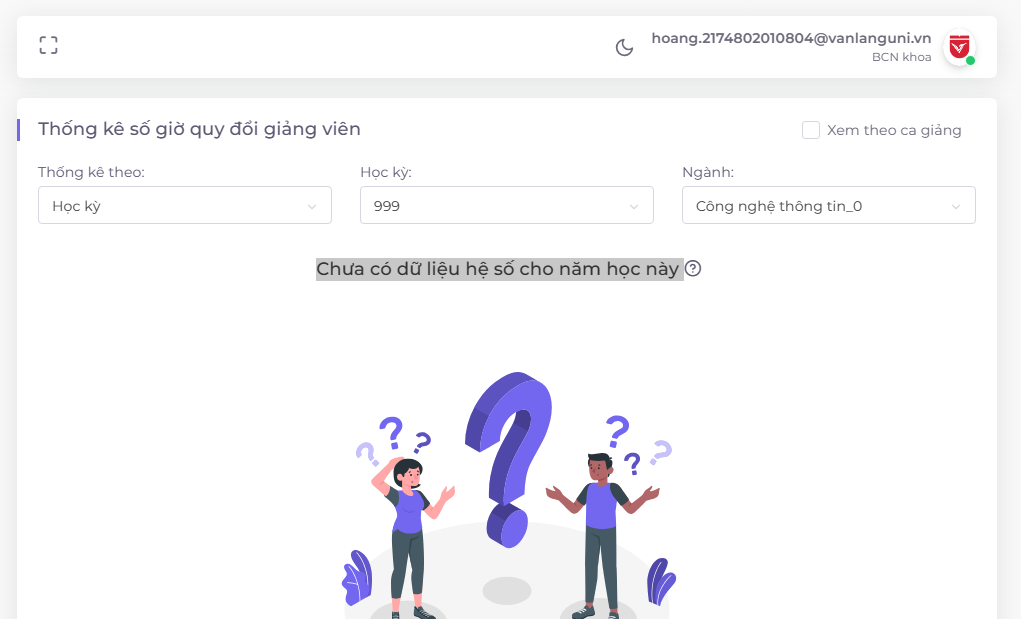 hoang.2174802010804@vanlanguni.vn
BCN khoa
Thống kê số giờ quy đổi giảng viên
Xem theo ca giảng
Thống kê theo:
Học kỳ:
Ngành:
Học kỳ
999
Công nghệ thông tin_0
Chưa có dữ liệu hệ số cho năm học này